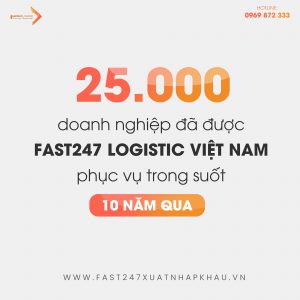 HOTLINE:
0969 872 333
25.000
doanh nghiệp đã được
FAST247 LOGISTIC VIỆT NAM
phục vụ trong suốt
10 NĂM QUA
WWW.FAST247XUATNHAPKHAU.VN